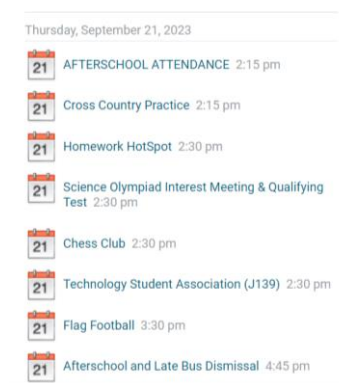 Thursday, September 21, 2023
21 AFTERSCHOOL ATTENDANCE 2:15 pm
21 Cross Country Practice 2:15 pm
21 Homework HotSpot 2:30 pm
21 Science Olympiad Interest Meeting & Qualifying
Test 2:30 pm
21 Chess Club 2:30 pm
21 Technology Student Association (J139) 2:30 pm
21 Flag Football 3:30 pm
21 Afterschool and Late Bus Dismissal 4:45 pm